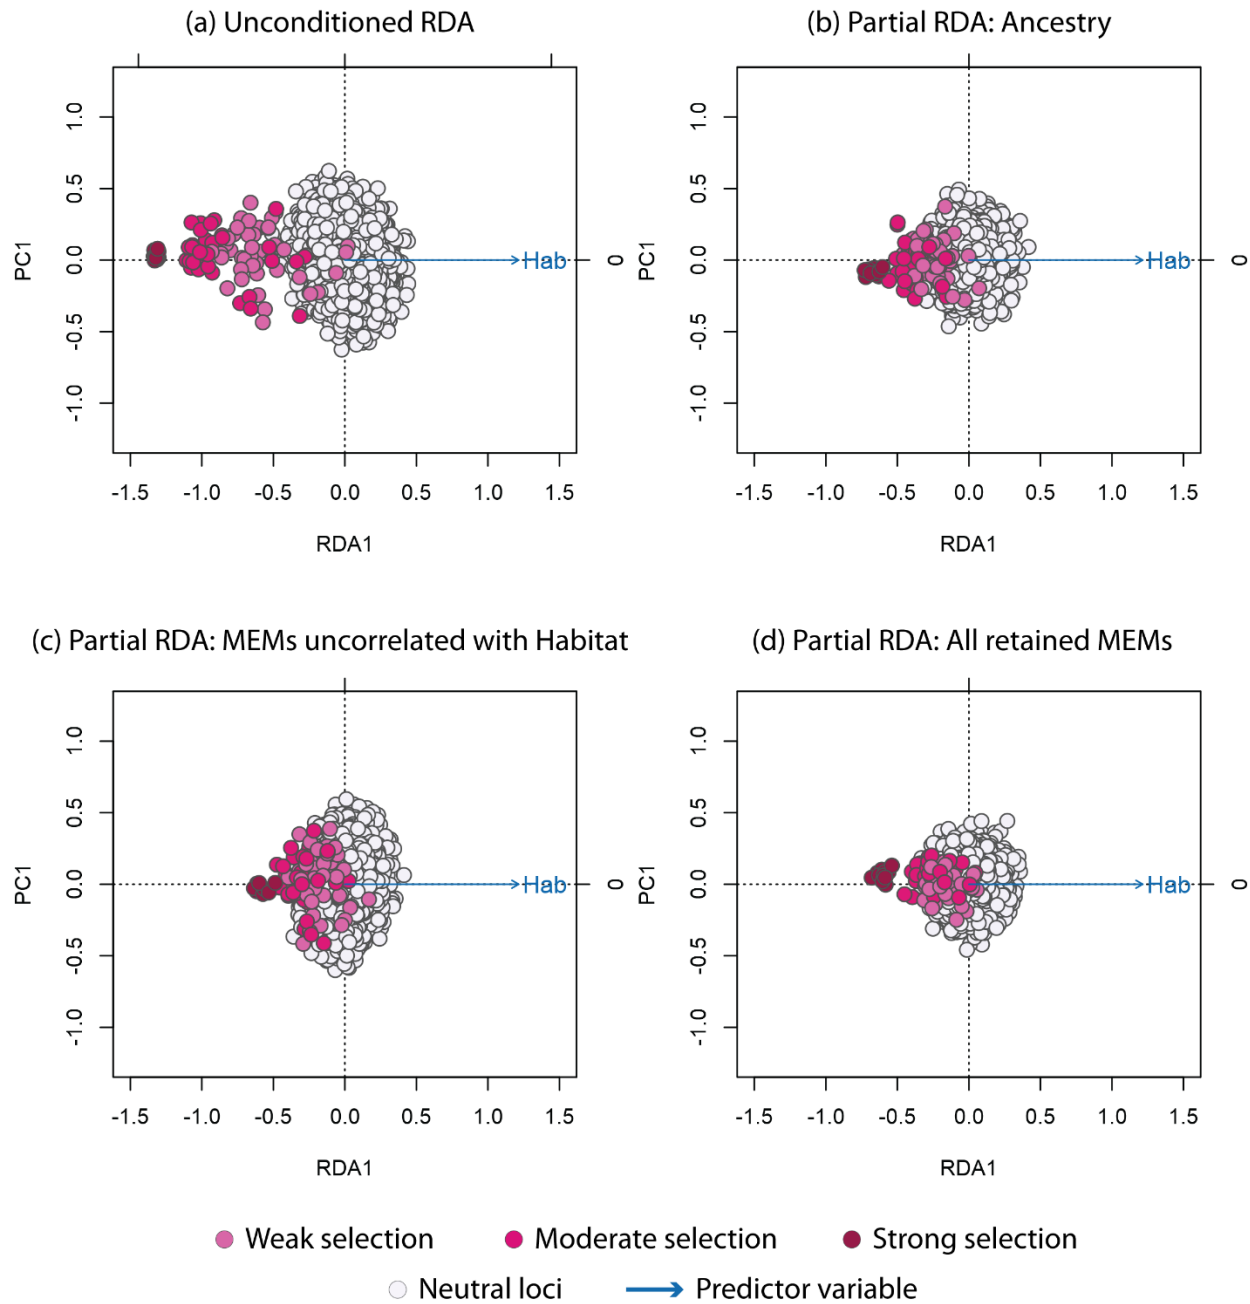 (a) Unconditioned RDA
(b) Partial RDA: Ancestry
1.0
0.5
0.0
-0.5
-1.0
PC1
Hab
0
-1.5 -1.0 -0.5 0.0 0.5 1.0 1.5
RDA1
1.0
0.5
0.0
-0.5
-1.0
PC1
Hab
0
-1.5 -1.0 -0.5 0.0 0.5 1.0 1.5
RDA1
(c) Partial RDA: MEMs uncorrelated with Habitat
(d) Partial RDA: All retained MEMs
1.0
0.5
0.0
-0.5
-1.0
PC1
Hab
0
-1.5 -1.0 -0.5 0.0 0.5 1.0 1.5
RDA1
1.0
0.5
0.0
-0.5
-1.0
PC1
Hab
0
-1.5 -1.0 -0.5 0.0 0.5 1.0 1.5
RDA1
Weak selection Moderate selection Strong selection
Neutral loci Predictor variable